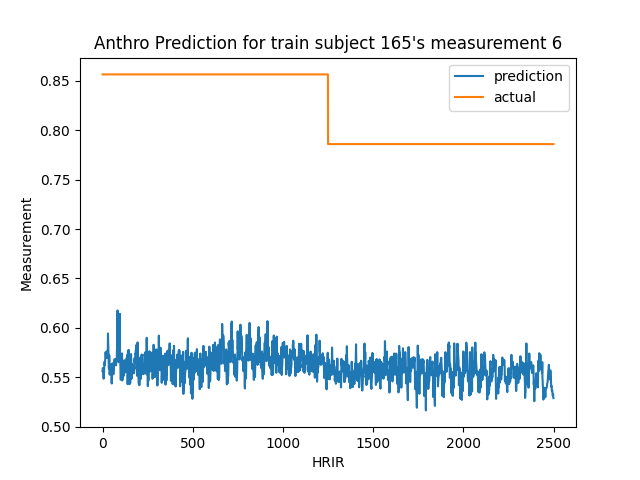 Anthro Prediction for train subject 165's measurement 6
prediction
actual
0.85
0.80
0.75
0.70
0.65
0.60
0.55
0.50
Measurement
0
500
1000
1500
2000
2500
HRIR